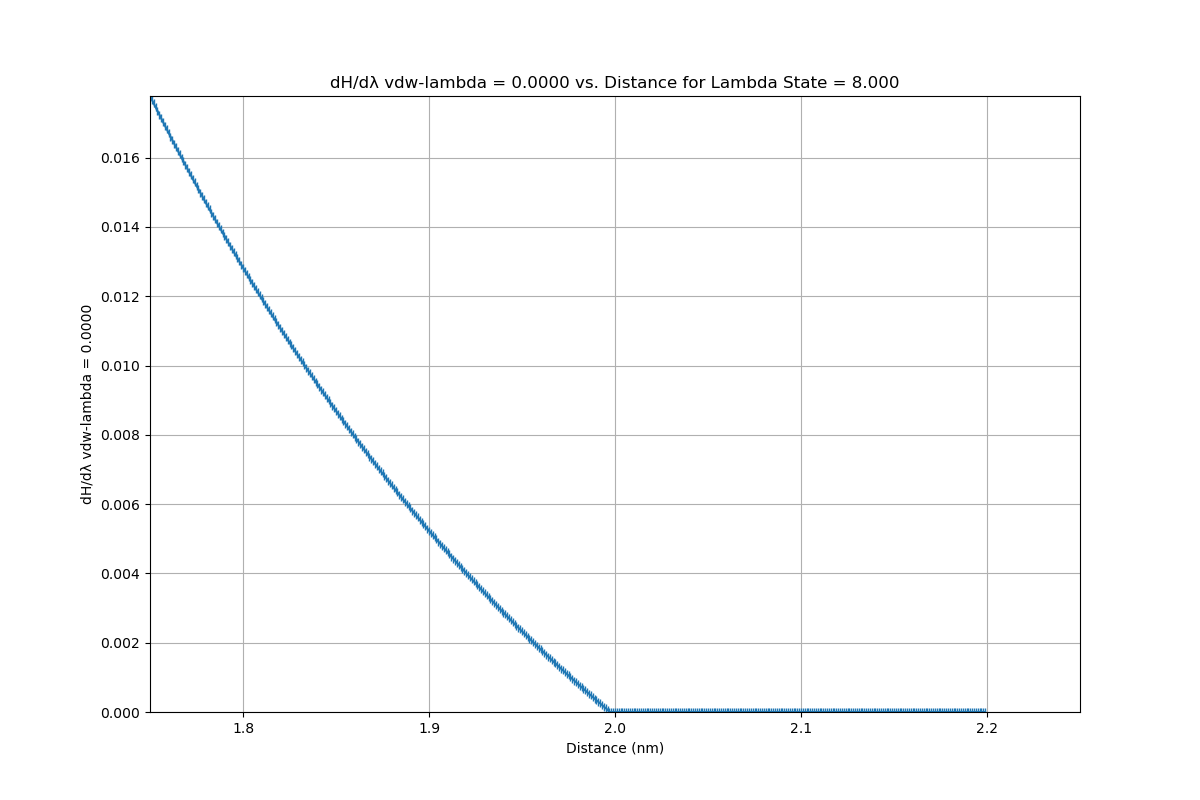 dH/dλ vdw-lambda = 0.0000 vs. Distance for Lambda State = 8.000
dH/dλ vdw-lambda = 0.0000
0.016
0.014
0.012
0.010
0.008
0.006
0.004
0.002
0.000
1.8 1.9 2.0 2.1 2.2
Distance (nm)